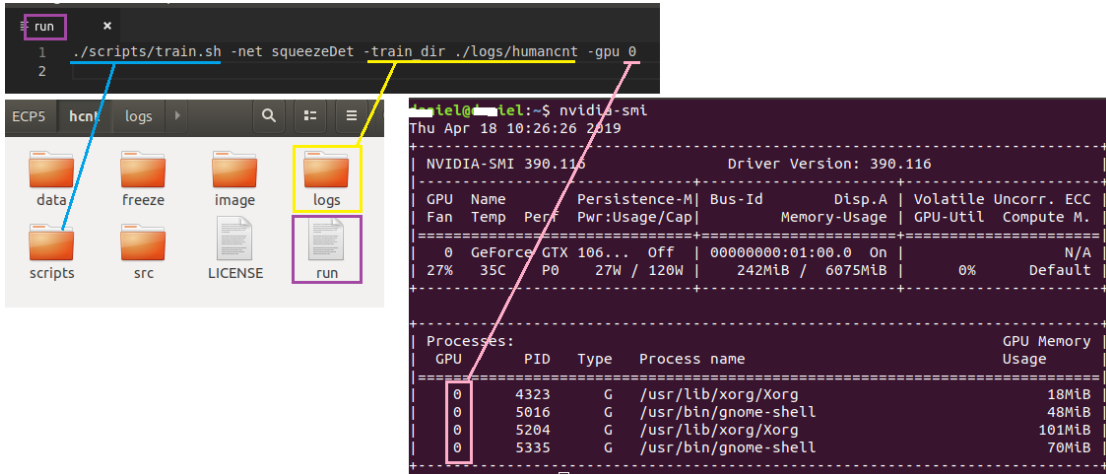 run ×
1 ./scripts/train.sh -net squeezeDet -train_dir ./logs/humancnt -gpu 0
2
ECP5 hcnt logs
data freeze image logs
scripts src LICENSE run
:~$ nvidia-smi
Thu Apr 18 10:26:26 2019
NVIDIA-SMI 390.116 Driver Version: 390.116
GPU Name Persistence-M| Bus-Id Disp.A | Volatile Uncorr. ECC
Fan Temp Perf Pwr:Usage/Cap| Memory-Usage | GPU-Util Compute M.
0 GeForce GTX 106... Off | 00000000:01:00.0 On | N/A
27% 35C P0 27W / 120W | 242MiB / 6075MiB | 0% Default
Processes: GPU Memory
GPU PID Type Process name Usage
0 4323 G /usr/lib/xorg/Xorg 18MiB
0 5016 G /usr/bin/gnome-shell 48MiB
0 5204 G /usr/lib/xorg/Xorg 101MiB
0 5335 G /usr/bin/gnome-shell 70MiB